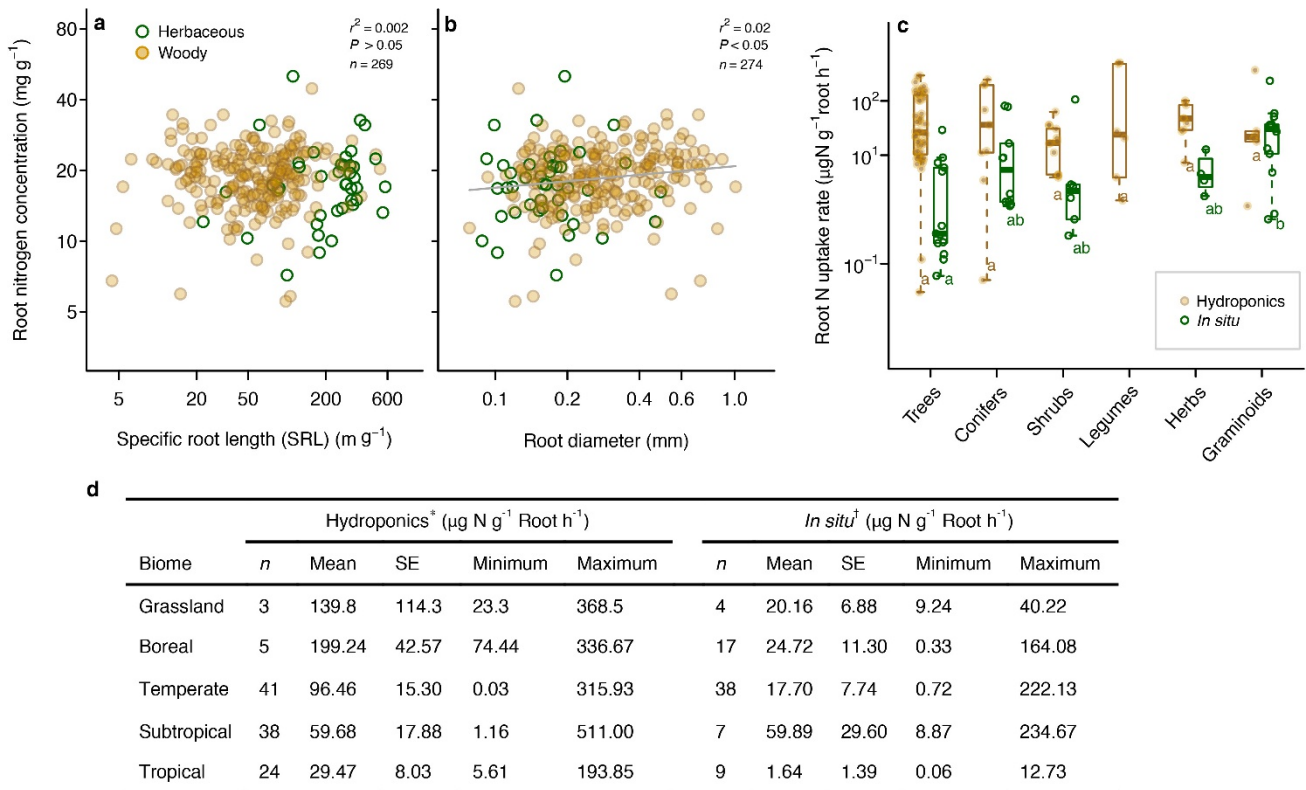 a
Herbaceous
Woody
r² = 0.002
P > 0.05
n = 269
Root nitrogen concentration (mg g⁻¹)
80
40
20
10
5
5 20 50 200 600
Specific root length (SRL) (m g⁻¹)
b
r² = 0.02
P < 0.05
n = 274
0.1 0.2 0.4 0.6 1.0
Root diameter (mm)
c
Root N uptake rate (µgN g⁻¹root h⁻¹)
10²
10¹
10⁻¹
a a a ab a ab a a ab a b
Hydroponics
In situ
Trees Conifers Shrubs Legumes Herbs Graminoids
d
Hydroponics* (µg N g⁻¹ Root h⁻¹) In situ† (µg N g⁻¹ Root h⁻¹)
Biome n Mean SE Minimum Maximum n Mean SE Minimum Maximum
Grassland 3 139.8 114.3 23.3 368.5 4 20.16 6.88 9.24 40.22
Boreal 5 199.24 42.57 74.44 336.67 17 24.72 11.30 0.33 164.08
Temperate 41 96.46 15.30 0.03 315.93 38 17.70 7.74 0.72 222.13
Subtropical 38 59.68 17.88 1.16 511.00 7 59.89 29.60 8.87 234.67
Tropical 24 29.47 8.03 5.61 193.85 9 1.64 1.39 0.06 12.73